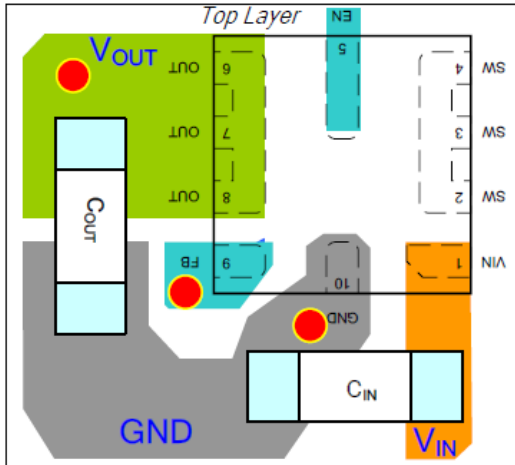 Top Layer
EN
5
VOUT
OUT
6
4
SW
OUT
7
3
SW
OUT
8
2
SW
COUT
FB
9
10
1
VIN
GND
CIN
GND
VIN